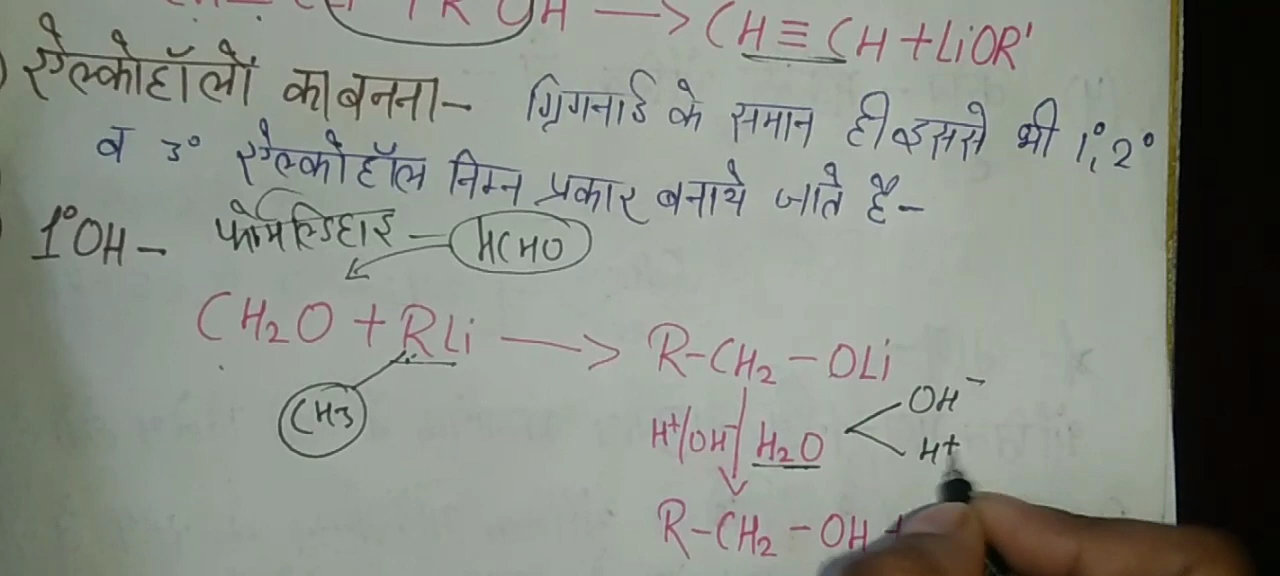 R OH → CH≡CH + LiOR'
ऐल्कोहॉलों का बनना - ग्रिगनार्ड के समान ही इससे भी 1°, 2°
व 3° ऐल्कोहॉल निम्न प्रकार बनाये जाते हैं -
1°OH - फॉर्मेल्डिहाइड - HCHO
CH₂O + RLi → R-CH₂-OLi
CH₃
OH⁻
H⁺/OH⁻ H₂O
H⁺
R-CH₂-OH +